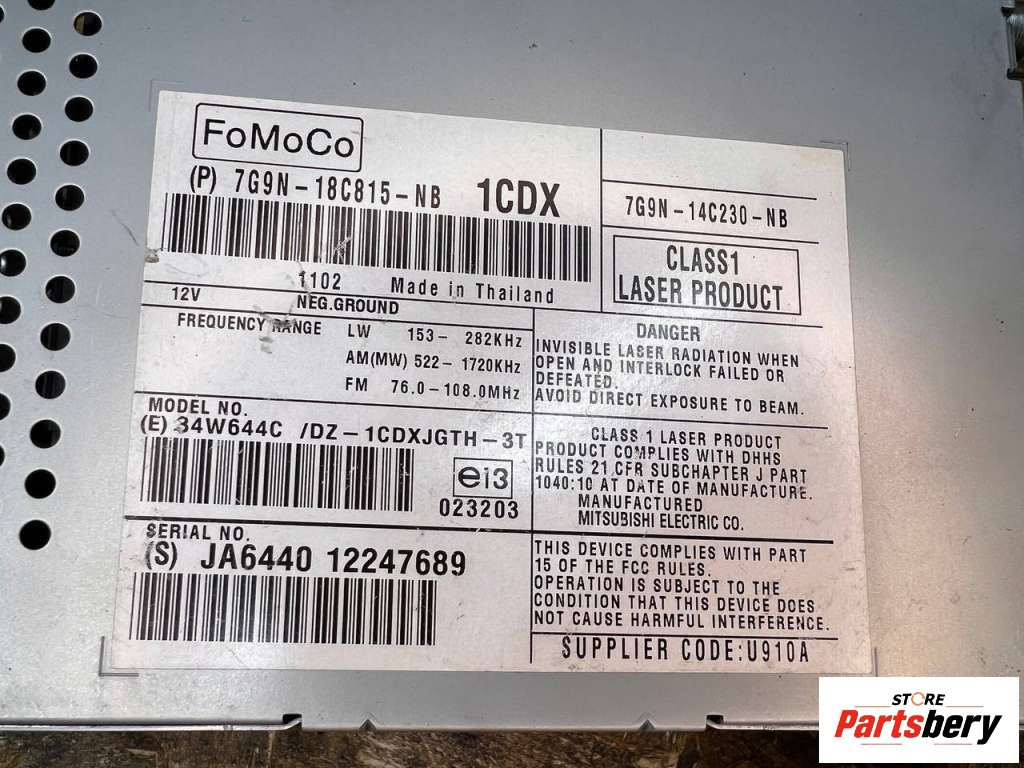 FoMoCo
(P) 7G9N-18C815-NB 1CDX
7G9N-14C230-NB
CLASS1
LASER PRODUCT
1102 Made in Thailand
12V NEG.GROUND
FREQUENCY RANGE LW 153- 282KHz
AM(MW) 522-1720KHz
FM 76.0-108.0MHz
DANGER
INVISIBLE LASER RADIATION WHEN
OPEN AND INTERLOCK FAILED OR
DEFEATED.
AVOID DIRECT EXPOSURE TO BEAM.
MODEL NO.
(E) 34W644C /DZ-1CDXJGTH-3T
e13
023203
CLASS 1 LASER PRODUCT
PRODUCT COMPLIES WITH DHHS
RULES 21 CFR SUBCHAPTER J PART
1040:10 AT DATE OF MANUFACTURE.
MANUFACTURED
MITSUBISHI ELECTRIC CO.
SERIAL NO.
(S) JA6440 12247689
THIS DEVICE COMPLIES WITH PART
15 OF THE FCC RULES.
OPERATION IS SUBJECT TO THE
CONDITION THAT THIS DEVICE DOES
NOT CAUSE HARMFUL INTERFERENCE.
SUPPLIER CODE:U910A
STORE
Partsbery